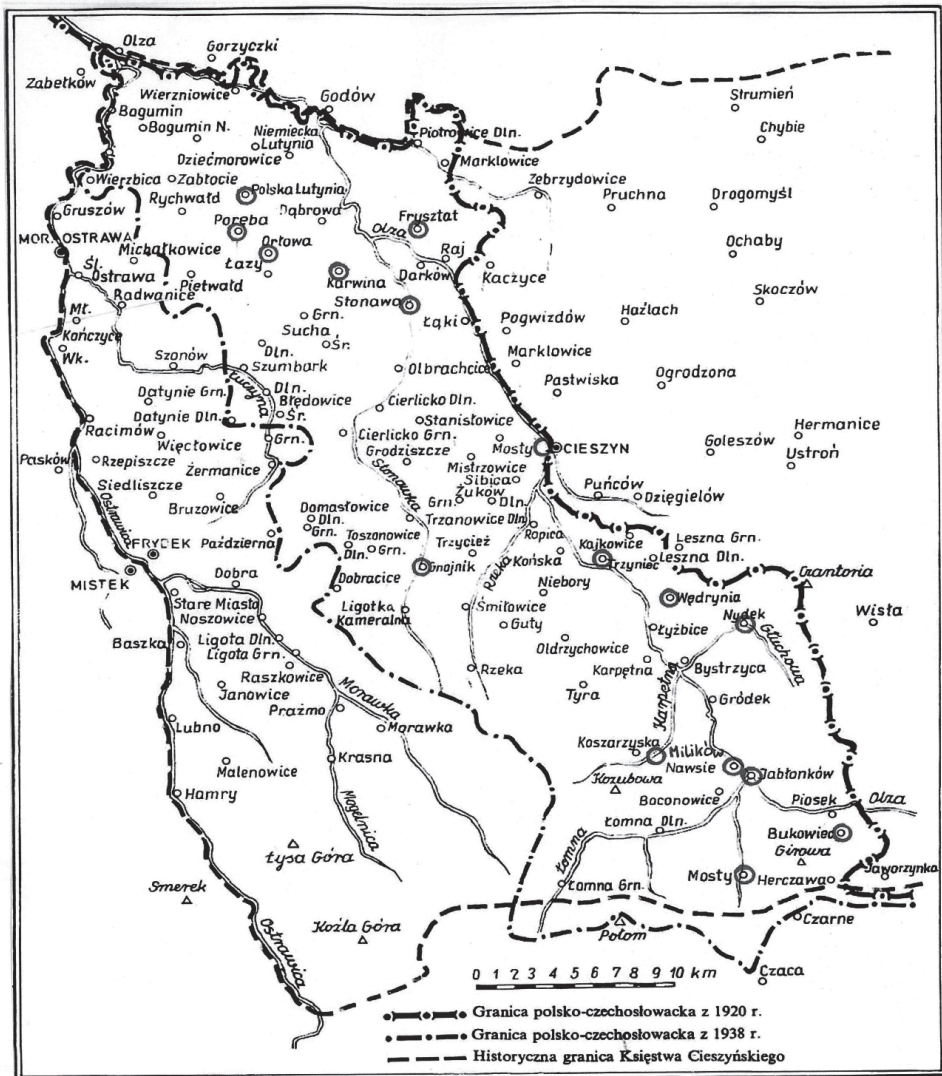 Olza
Gorzyczki
Zabełków
Wierzniowice
Godów
Strumień
Bogumin
Bogumin N.
Niemiecka
Lutynia
Piotrowice Dln.
Chybie
Dziećmorowice
Marklowice
Wierzbica
Zabłocie
Zebrzydowice
Rychwałd
Polska Lutynia
Pruchna
Drogomyśl
Gruszów
Dąbrowa
Frysztat
Poręba
Olza
MOR. OSTRAWA
Michałkowice
Orłowa
Raj
Ochaby
Śl.
Ostrawa
Łazy
Karwina
Darków
Kaczyce
Pietwałd
Radwanice
Stonawa
Skoczów
Mł.
Grn.
Łąki
Hażlach
Kończyce
Sucha
Śr.
Pogwizdów
Wk.
Dln.
Szonów
Szumbark
Olbrachcice
Marklowice
Łucyna
Dln.
Pastwiska
Ogrodzona
Datynie Grn.
Błędowice
Cierlicko Dln.
Datynie Dln.
Śr.
Stanisłowice
Racimów
Więcłowice
Grn.
Cierlicko Grn.
Mosty
CIESZYN
Hermanice
Goleszów
Grodziszcze
Ustroń
Pasków
Rzepiszcze
Żermanice
Stonawka
Mistrzowice
Sibica
Siedliszcze
Żuków
Puńców
Grn.
Dln.
Dzięgielów
Ostrawica
Bruzowice
Domasłowice
Dln.
Trzanowice Dln.
Grn.
Ropica
Leszna Grn.
FRYDEK
Październa
Toszonowice
Trzycież
Kajkowice
Dln.
Grn.
Końska
Trzyniec
Leszna Dln.
MISTEK
Gnojnik
Rzeka
Dobra
Dobracice
Niebory
Czantoria
Stare Miasta
Wędrynia
Noszowice
Ligotka
Kameralna
Śmiłowice
Nydek
Wisła
Guty
Łyżbice
Głuchowa
Baszka
Ligota Dln.
Ligota Grn.
Oldrzychowice
Raszkowice
Rzeka
Karpętna
Bystrzyca
Janowice
Tyra
Prażmo
Morawka
Karpętna
Gródek
Lubno
Morawka
Koszarzyska
Milików
Krasna
Nawsie
Malenowice
Jabłonków
Kozubowa
Hamry
Boconowice
Piosek
Olza
Mogelnica
Łomna Dln.
Bukowiec
Łysa Góra
Girowa
Łomna
Mosty
Jaworzynka
Smerek
Łomna Grn.
Herczawa
Koźla Góra
Czarne
Ostrawica
Połom
Czaca
0 1 2 3 4 5 6 7 8 9 10 km
Granica polsko-czechosłowacka z 1920 r.
Granica polsko-czechosłowacka z 1938 r.
Historyczna granica Księstwa Cieszyńskiego